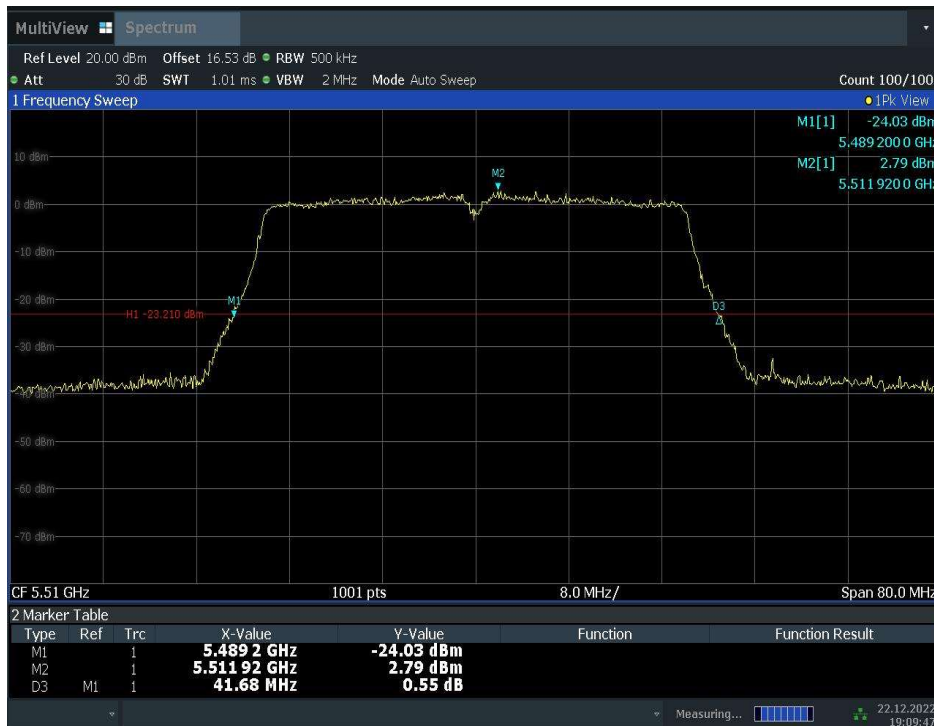 MultiView Spectrum
Ref Level 20.00 dBm Offset 16.53 dB RBW 500 kHz
Att 30 dB SWT 1.01 ms VBW 2 MHz Mode Auto Sweep Count 100/100
1 Frequency Sweep 1Pk View
M1[1] -24.03 dBm
5.489 200 0 GHz
M2[1] 2.79 dBm
5.511 920 0 GHz
10 dBm
M2
0 dBm
-10 dBm
-20 dBm
M1
D3
H1 -23.210 dBm
-30 dBm
-40 dBm
-50 dBm
-60 dBm
-70 dBm
CF 5.51 GHz 1001 pts 8.0 MHz/ Span 80.0 MHz
2 Marker Table
Type Ref Trc X-Value Y-Value Function Function Result
M1 1 5.489 2 GHz -24.03 dBm
M2 1 5.511 92 GHz 2.79 dBm
D3 M1 1 41.68 MHz 0.55 dB
Measuring... 22.12.2022
19:09:47